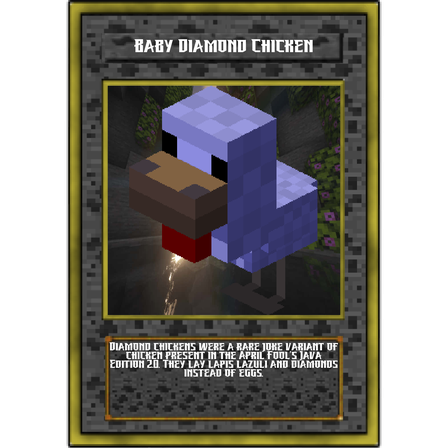 BABY DIAMOND CHICKEN
DIAMOND CHICKENS WERE A RARE JOKE VARIANT OF
CHICKEN PRESENT IN THE APRIL FOOL'S JAVA
EDITION 2.0. THEY LAY LAPIS LAZULI AND DIAMONDS
INSTEAD OF EGGS.